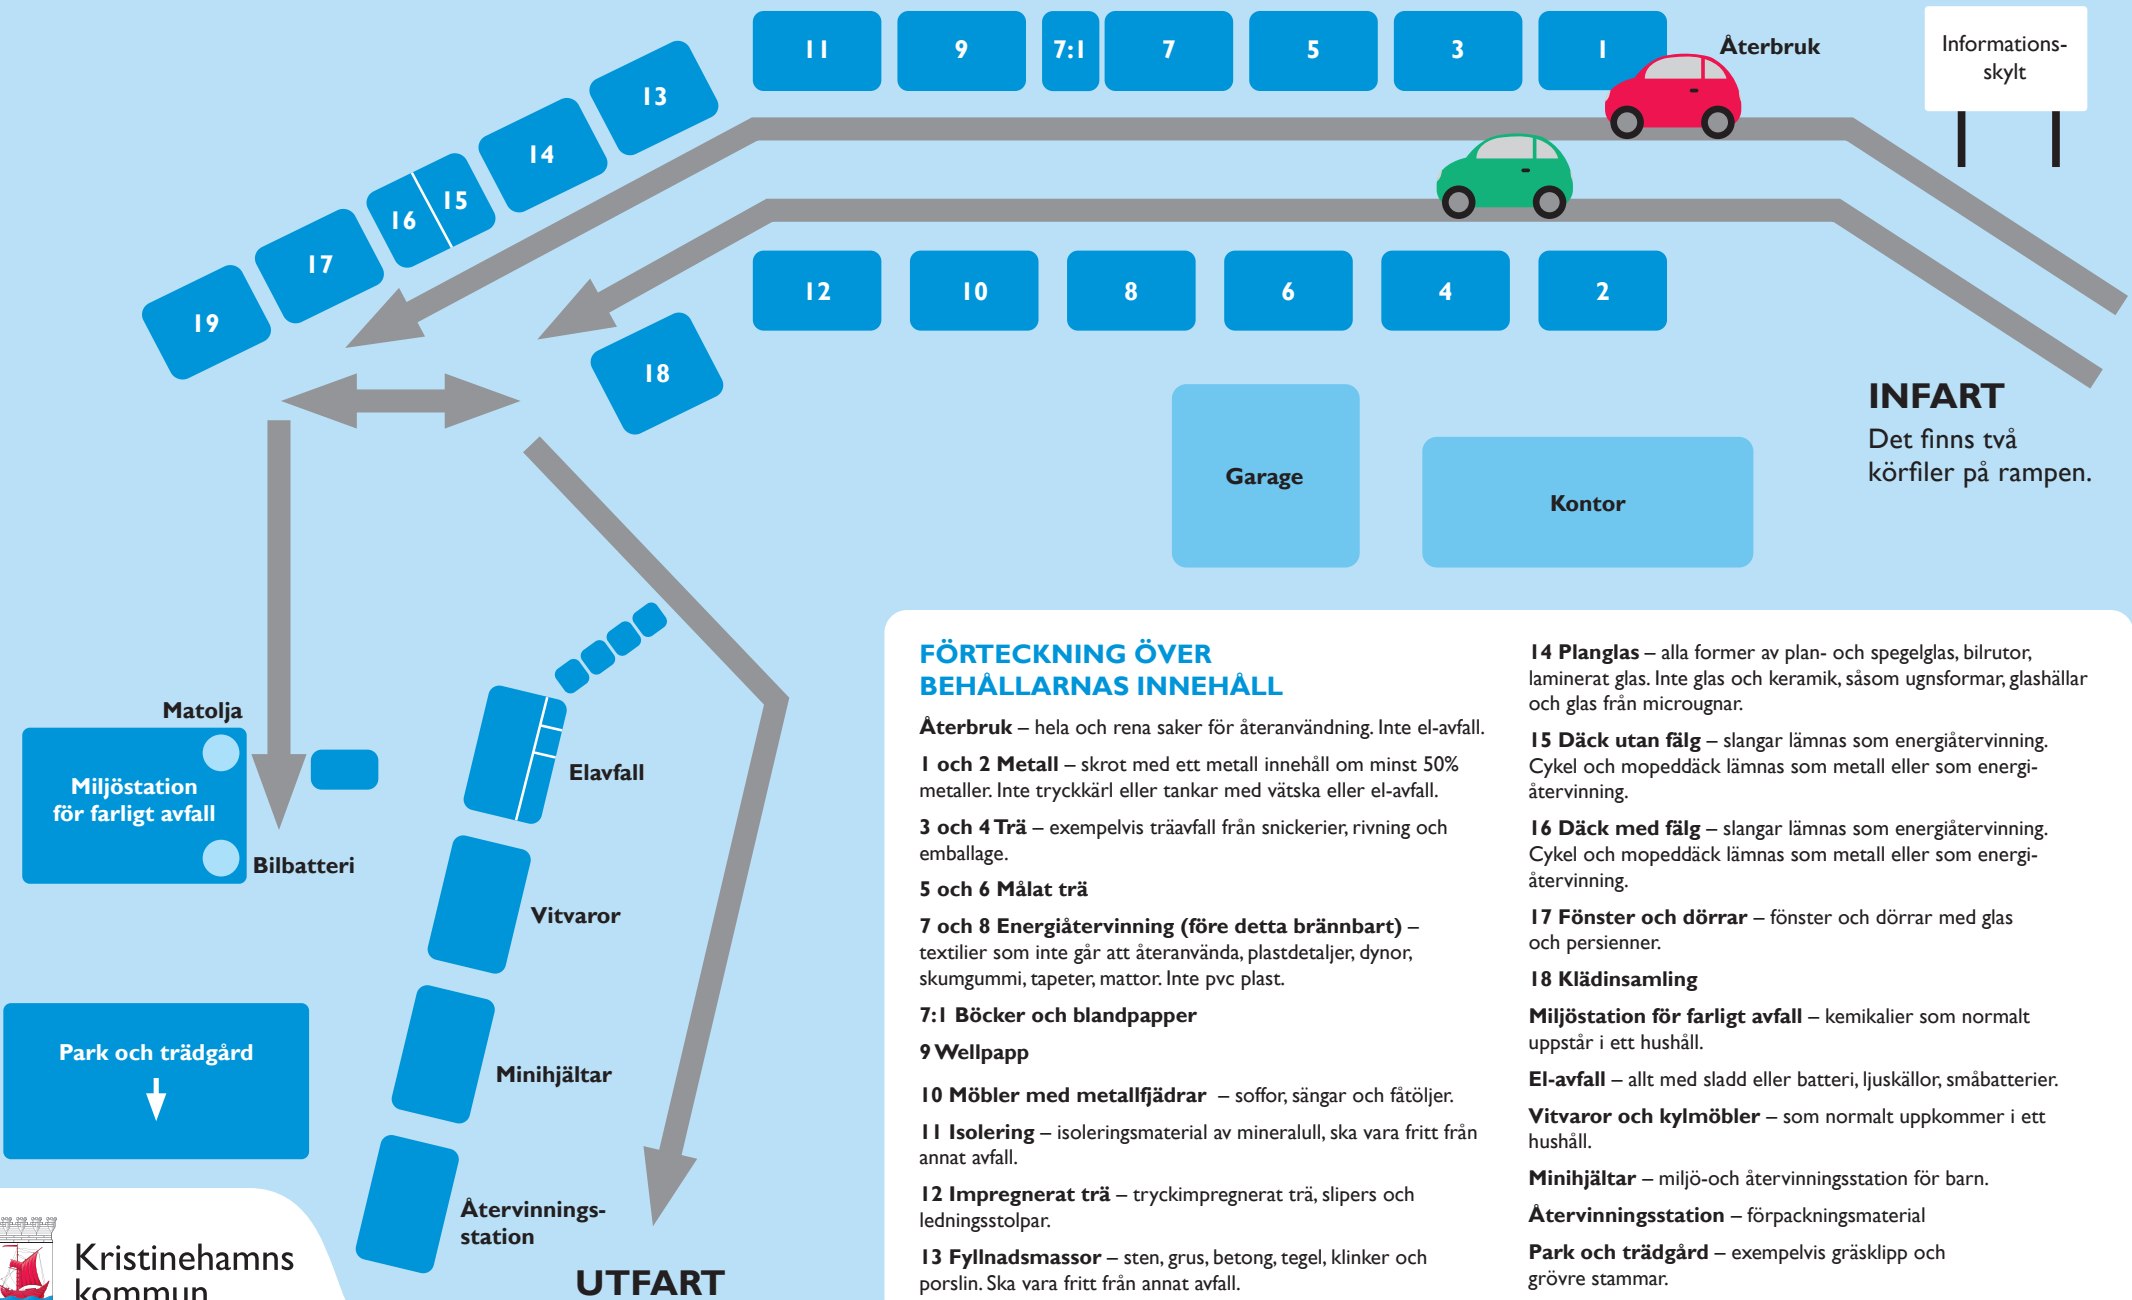 11
9
7:1
7
5
3
1
Återbruk
Informations-
skylt
13
14
15
16
17
19
12
10
8
6
4
2
18
INFART
Det finns två
körfiler på rampen.
Garage
Kontor
Matolja
Miljöstation
för farligt avfall
Bilbatteri
Elavfall
Vitvaror
Minihjältar
Park och trädgård
Återvinnings-
station
UTFART
Kristinehamns
kommun
FÖRTECKNING ÖVER
BEHÅLLARNAS INNEHÅLL
Återbruk – hela och rena saker för återanvändning. Inte el-avfall.
1 och 2 Metall – skrot med ett metall innehåll om minst 50%
metaller. Inte tryckkärl eller tankar med vätska eller el-avfall.
3 och 4 Trä – exempelvis träavfall från snickerier, rivning och
emballage.
5 och 6 Målat trä
7 och 8 Energiåtervinning (före detta brännbart) –
textilier som inte går att återanvända, plastdetaljer, dynor,
skumgummi, tapeter, mattor. Inte pvc plast.
7:1 Böcker och blandpapper
9 Wellpapp
10 Möbler med metallfjädrar – soffor, sängar och fåtöljer.
11 Isolering – isoleringsmaterial av mineralull, ska vara fritt från
annat avfall.
12 Impregnerat trä – tryckimpregnerat trä, slipers och
ledningsstolpar.
13 Fyllnadsmassor – sten, grus, betong, tegel, klinker och
porslin. Ska vara fritt från annat avfall.
14 Planglas – alla former av plan- och spegelglas, bilrutor,
laminerat glas. Inte glas och keramik, såsom ugnsformar, glashällar
och glas från microugnar.
15 Däck utan fälg – slangar lämnas som energiåtervinning.
Cykel och mopeddäck lämnas som metall eller som energi-
återvinning.
16 Däck med fälg – slangar lämnas som energiåtervinning.
Cykel och mopeddäck lämnas som metall eller som energi-
återvinning.
17 Fönster och dörrar – fönster och dörrar med glas
och persienner.
18 Klädinsamling
Miljöstation för farligt avfall – kemikalier som normalt
uppstår i ett hushåll.
El-avfall – allt med sladd eller batteri, ljuskällor, småbatterier.
Vitvaror och kylmöbler – som normalt uppkommer i ett
hushåll.
Minihjältar – miljö-och återvinningsstation för barn.
Återvinningsstation – förpackningsmaterial
Park och trädgård – exempelvis gräsklipp och
grövre stammar.